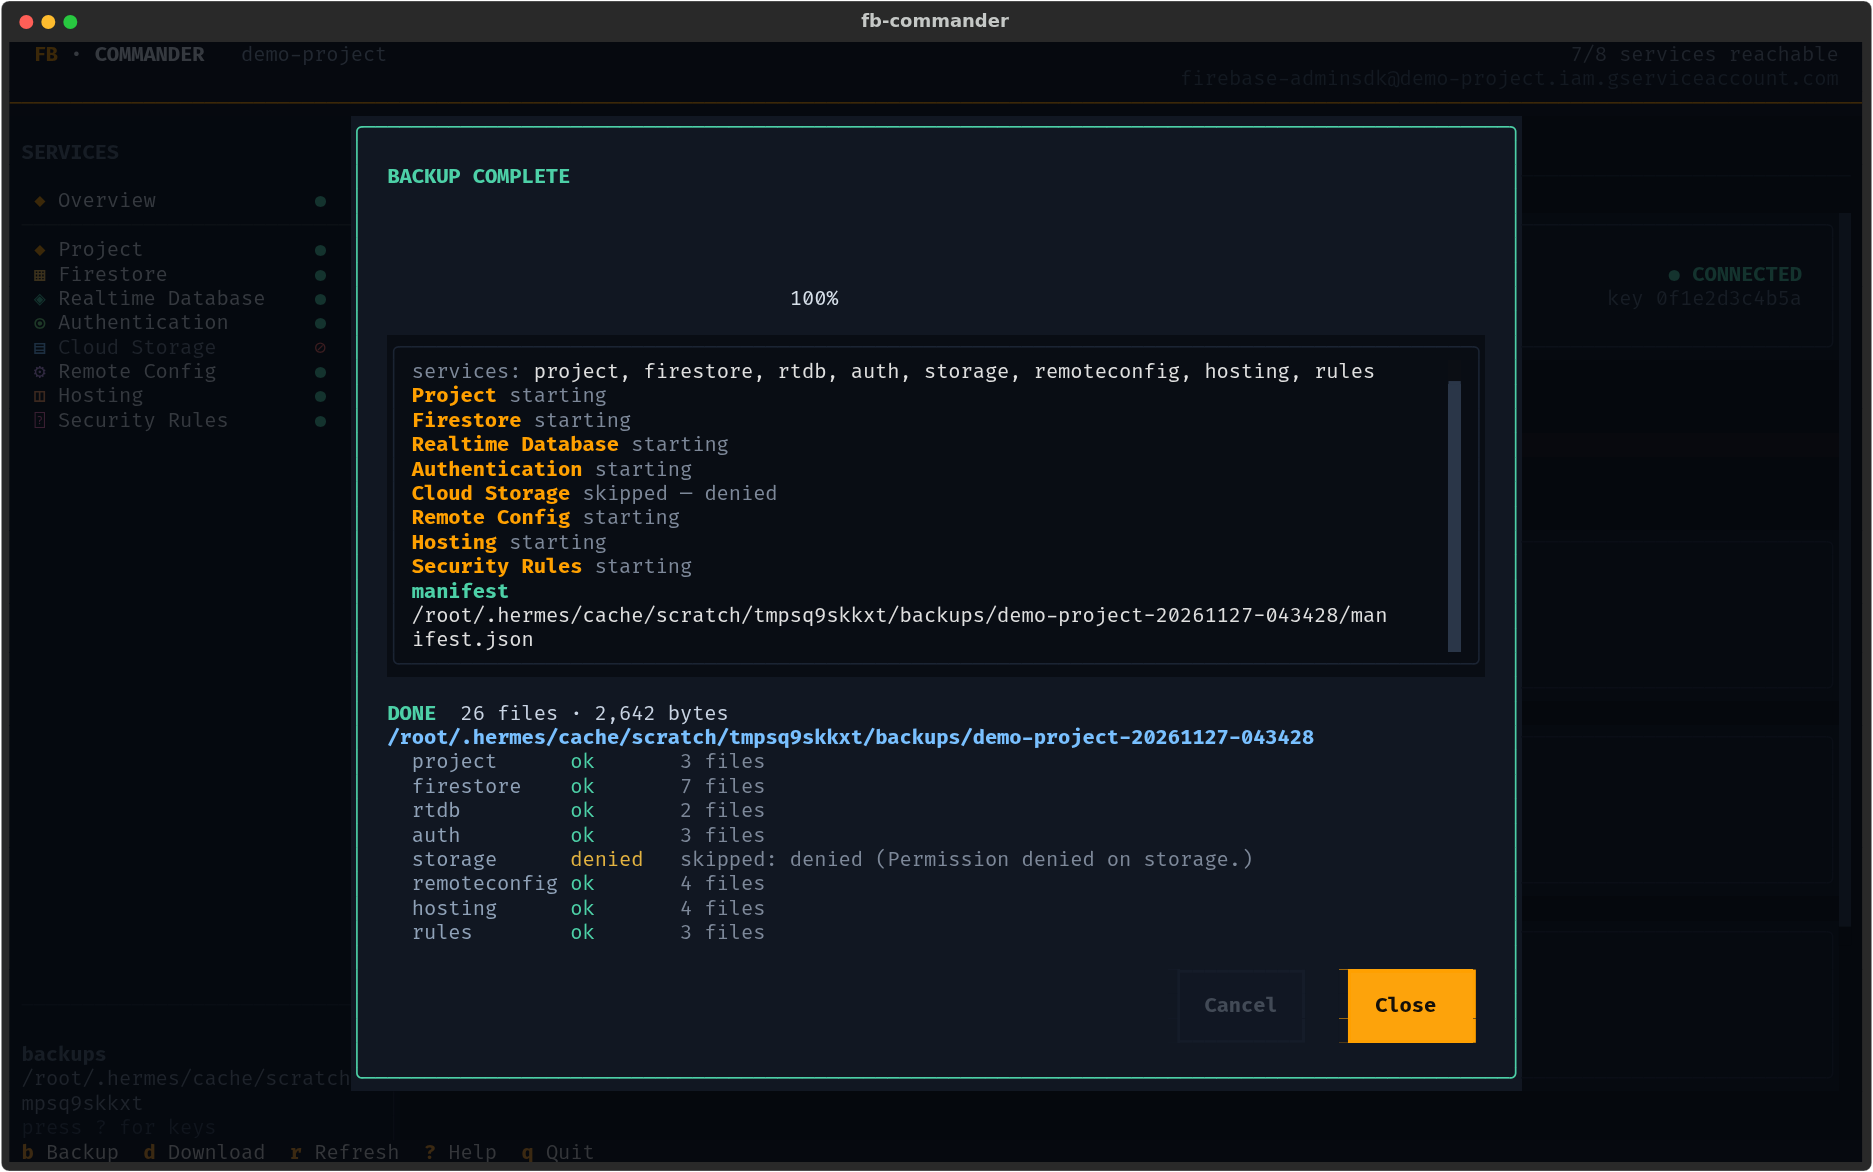 fb-commander
FB · COMMANDER demo-project 7/8 services reachable
firebase-adminsdk@demo-project.iam.gserviceaccount.com
SERVICES
Overview
Project
Firestore
Realtime Database
Authentication
Cloud Storage
Remote Config
Hosting
Security Rules
CONNECTED
key 0f1e2d3c4b5a
BACKUP COMPLETE
100%
services: project, firestore, rtdb, auth, storage, remoteconfig, hosting, rules
Project starting
Firestore starting
Realtime Database starting
Authentication starting
Cloud Storage skipped — denied
Remote Config starting
Hosting starting
Security Rules starting
manifest
/root/.hermes/cache/scratch/tmpsq9skkxt/backups/demo-project-20261127-043428/man
ifest.json
DONE 26 files · 2,642 bytes
/root/.hermes/cache/scratch/tmpsq9skkxt/backups/demo-project-20261127-043428
project ok 3 files
firestore ok 7 files
rtdb ok 2 files
auth ok 3 files
storage denied skipped: denied (Permission denied on storage.)
remoteconfig ok 4 files
hosting ok 4 files
rules ok 3 files
Cancel Close
backups
/root/.hermes/cache/scratch
mpsq9skkxt
press ? for keys
b Backup d Download r Refresh ? Help q Quit